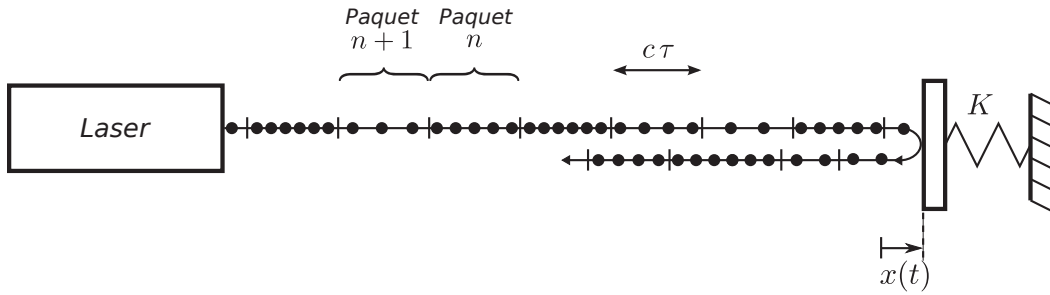 Paquet Paquet
n + 1 n
c τ
Laser
K
x(t)